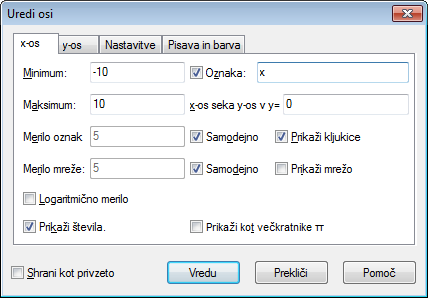 Uredi osi
x-os y-os Nastavitve Pisava in barva
Minimum: -10 Oznaka: x
Maksimum: 10 x-os seka y-os v y= 0
Merilo oznak 5 Samodejno Prikaži kljukice
Merilo mreže: 5 Samodejno Prikaži mrežo
Logaritmično merilo
Prikaži števila. Prikaži kot večkratnike π
Shrani kot privzeto Vredu Prekliči Pomoč